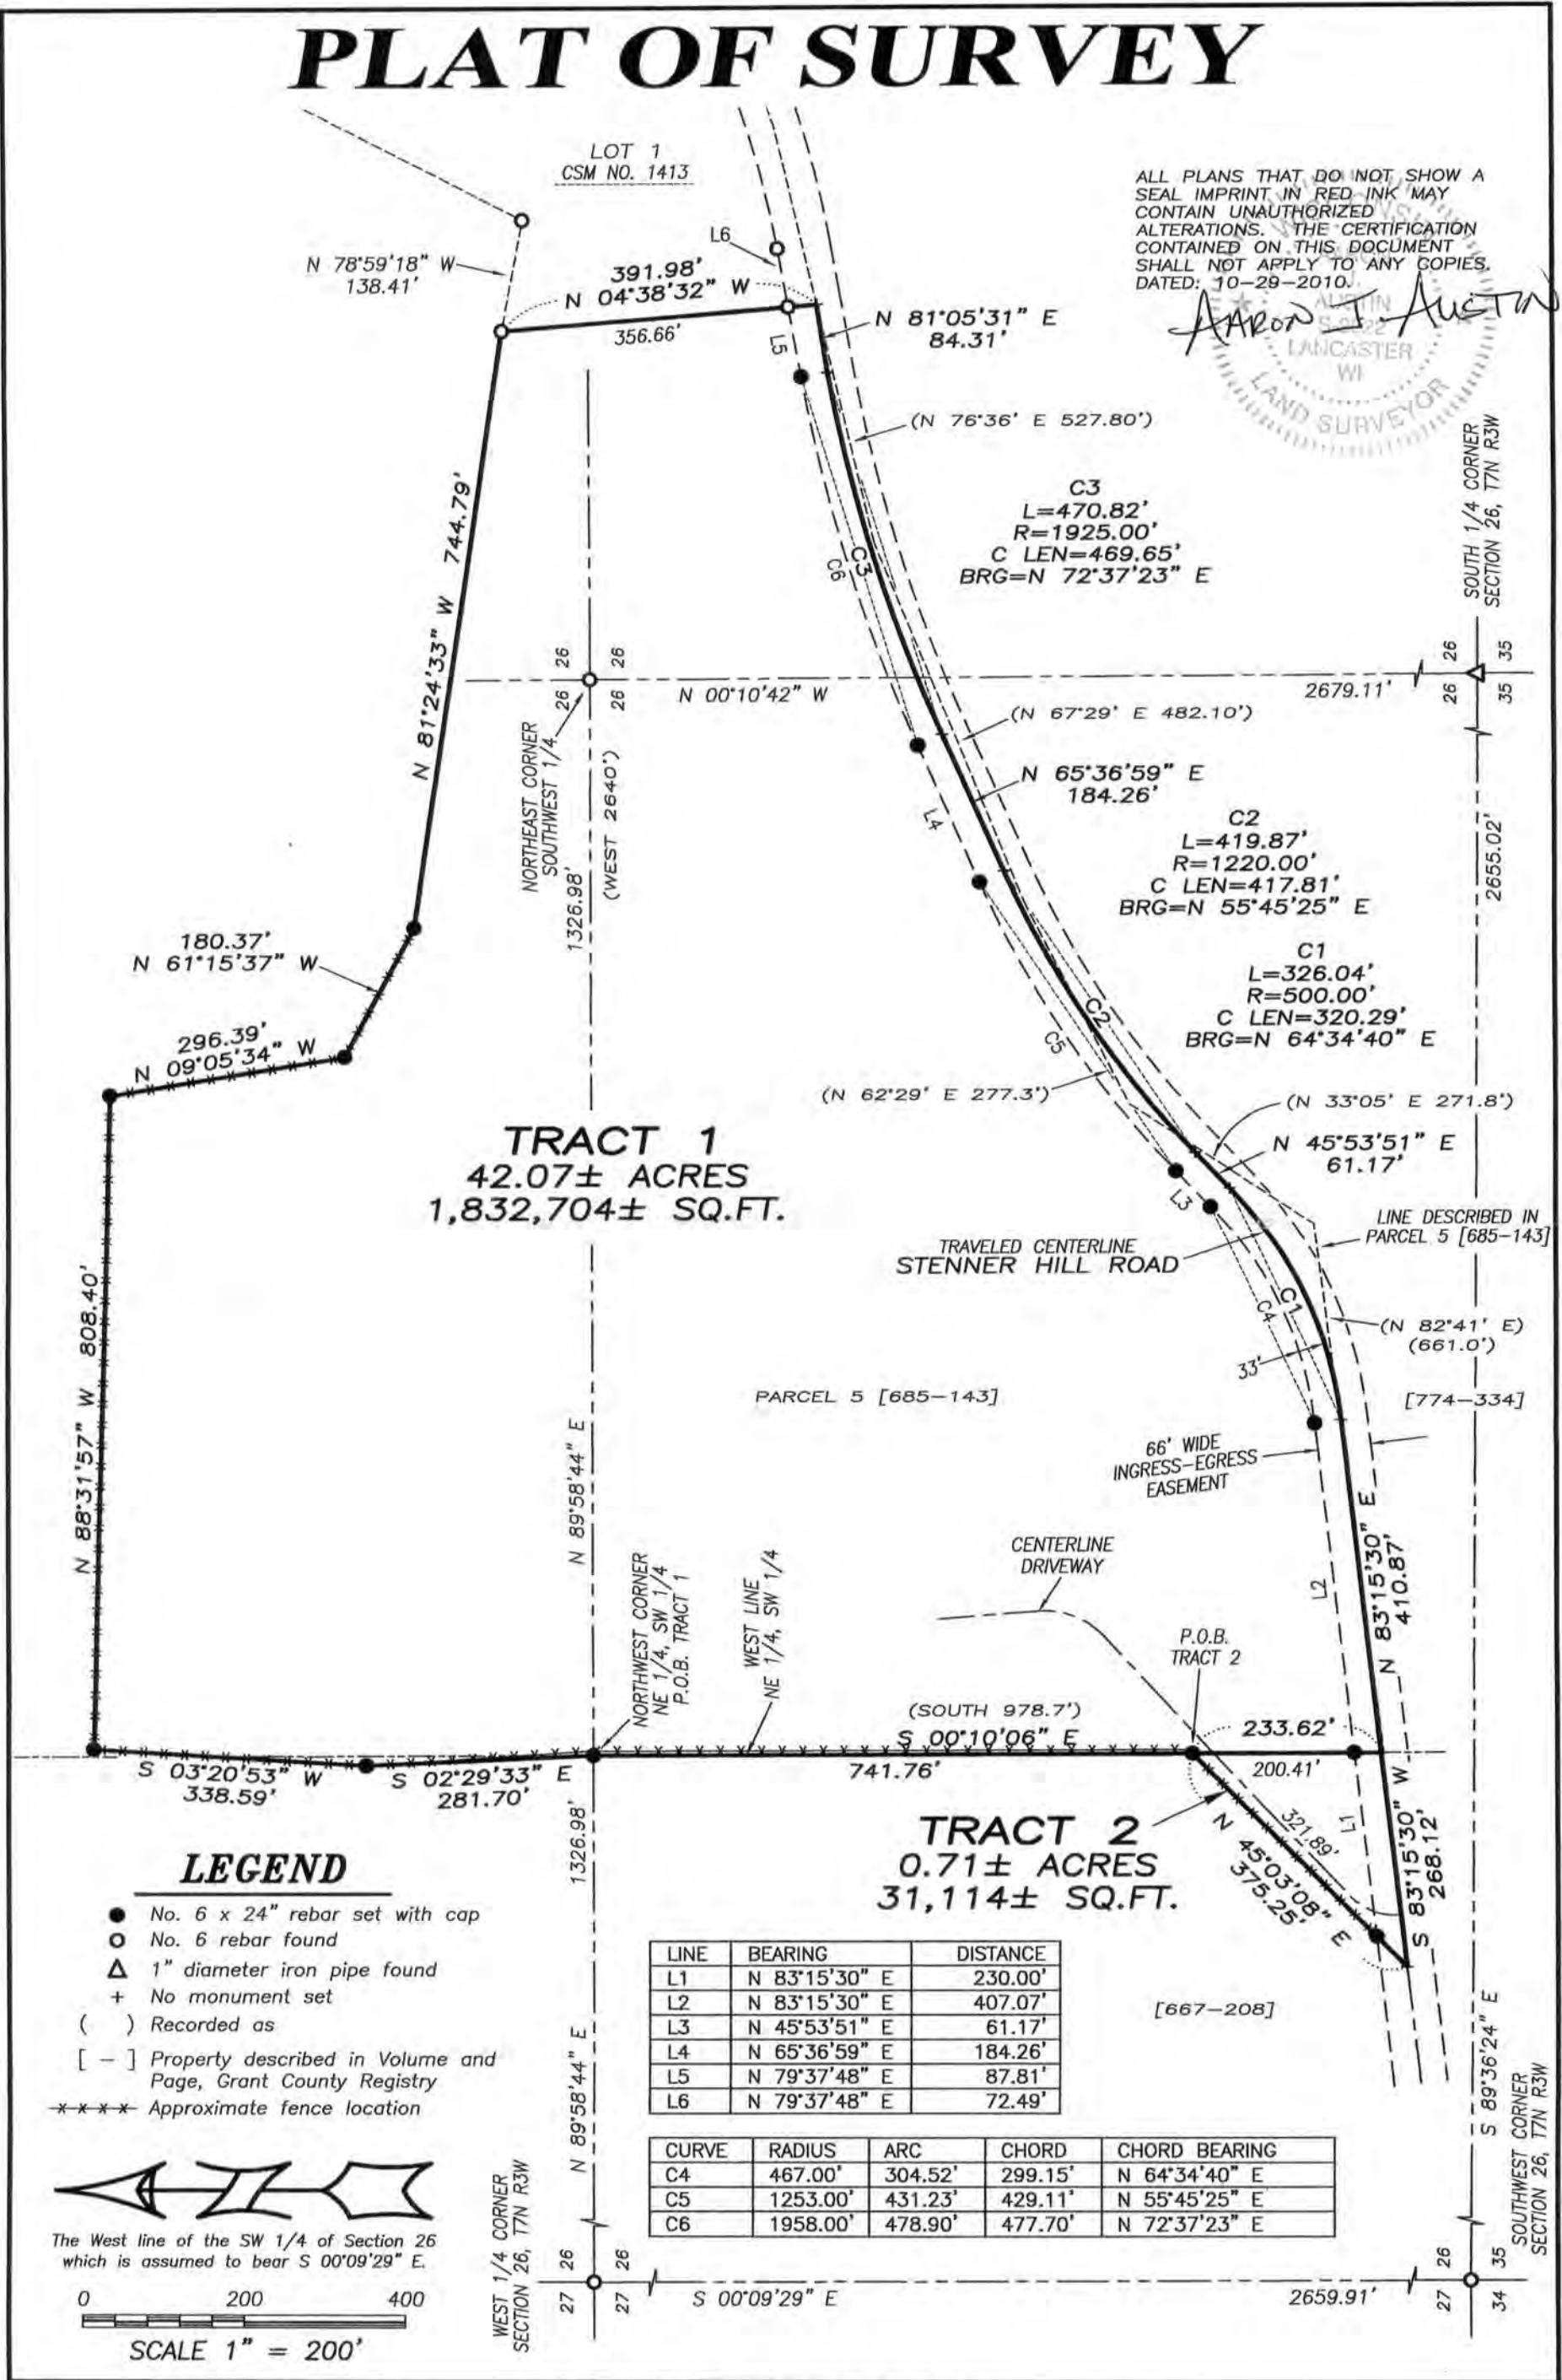 PLAT OF SURVEY
LOT 1
CSM NO. 1413
ALL PLANS THAT DO NOT SHOW A
SEAL IMPRINT IN RED INK MAY
CONTAIN UNAUTHORIZED
ALTERATIONS. THE CERTIFICATION
CONTAINED ON THIS DOCUMENT
SHALL NOT APPLY TO ANY COPIES.
DATED: 10-29-2010.
AARON J. AUSTIN
AUSTIN
LANCASTER
WI
LAND SURVEYOR
L6
N 78°59'18" W
138.41'
391.98'
N 04°38'32" W
356.66'
L5
N 81°05'31" E
84.31'
(N 76°36' E 527.80')
C3
L=470.82'
R=1925.00'
C LEN=469.65'
BRG=N 72°37'23" E
C3
C6
SOUTH 1/4 CORNER
SECTION 26, T7N R3W
N 81°24'33" W 744.79'
26 26
26 26
N 00°10'42" W
2679.11'
26 35
26 35
NORTHEAST CORNER
SOUTHWEST 1/4
1326.98'
(WEST 2640')
(N 67°29' E 482.10')
N 65°36'59" E
184.26'
L4
C2
L=419.87'
R=1220.00'
C LEN=417.81'
BRG=N 55°45'25" E
2655.02'
180.37'
N 61°15'37" W
296.39'
N 09°05'34" W
C1
L=326.04'
R=500.00'
C LEN=320.29'
BRG=N 64°34'40" E
C2
C5
(N 62°29' E 277.3')
(N 33°05' E 271.8')
N 45°53'51" E
61.17'
TRACT 1
42.07± ACRES
1,832,704± SQ.FT.
L3
LINE DESCRIBED IN
PARCEL 5 [685-143]
TRAVELED CENTERLINE
STENNER HILL ROAD
C1
C4
(N 82°41' E)
(661.0')
33'
N 88°31'57" W 808.40'
PARCEL 5 [685-143]
[774-334]
66' WIDE
INGRESS-EGRESS
EASEMENT
N 89°58'44" E
CENTERLINE
DRIVEWAY
L2
N 83°15'30" E
410.87'
NORTHWEST CORNER
NE 1/4, SW 1/4
P.O.B. TRACT 1
WEST LINE
NE 1/4, SW 1/4
P.O.B.
TRACT 2
(SOUTH 978.7')
S 00°10'06" E
741.76'
233.62'
200.41'
S 03°20'53" W
338.59'
S 02°29'33" E
281.70'
1326.98'
TRACT 2
0.71± ACRES
31,114± SQ.FT.
321.89'
N 45°03'08" E
375.25'
L1
S 83°15'30" W
268.12'
LEGEND
No. 6 x 24" rebar set with cap
No. 6 rebar found
1" diameter iron pipe found
+ No monument set
( ) Recorded as
[ - ] Property described in Volume and
Page, Grant County Registry
-x-x-x-x- Approximate fence location
LINE BEARING DISTANCE
L1 N 83°15'30" E 230.00'
L2 N 83°15'30" E 407.07'
L3 N 45°53'51" E 61.17'
L4 N 65°36'59" E 184.26'
L5 N 79°37'48" E 87.81'
L6 N 79°37'48" E 72.49'
[667-208]
S 89°36'24" E
N 89°58'44" E
CURVE RADIUS ARC CHORD CHORD BEARING
C4 467.00' 304.52' 299.15' N 64°34'40" E
C5 1253.00' 431.23' 429.11' N 55°45'25" E
C6 1958.00' 478.90' 477.70' N 72°37'23" E
N
The West line of the SW 1/4 of Section 26
which is assumed to bear S 00°09'29" E.
0 200 400
SCALE 1" = 200'
WEST 1/4 CORNER
SECTION 26, T7N R3W
27 26
27 26
S 00°09'29" E
2659.91'
SOUTHWEST CORNER
SECTION 26, T7N R3W
26 35
27 34